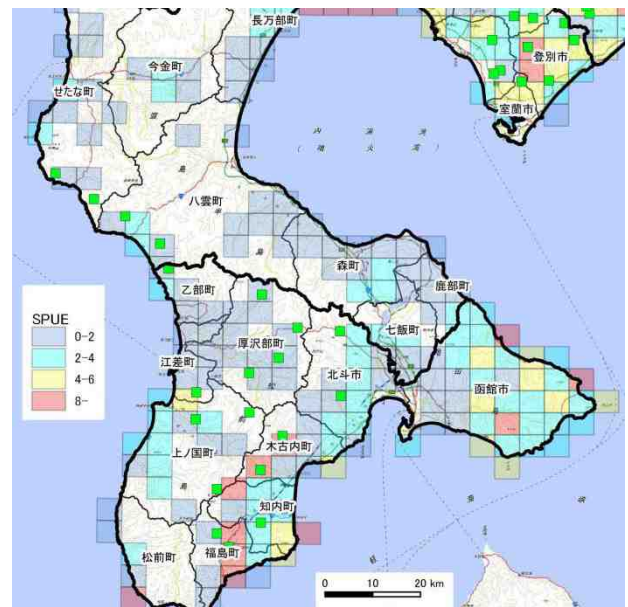 長万部町
今金町
せたな町
登別市
室蘭市
内浦湾
(噴火湾)
八雲町
森町
鹿部町
乙部町
七飯町
SPUE
0-2
2-4
4-6
8-
厚沢部町
江差町
北斗市
函館市
木古内町
上ノ国町
知内町
松前町
福島町
0 10 20 km